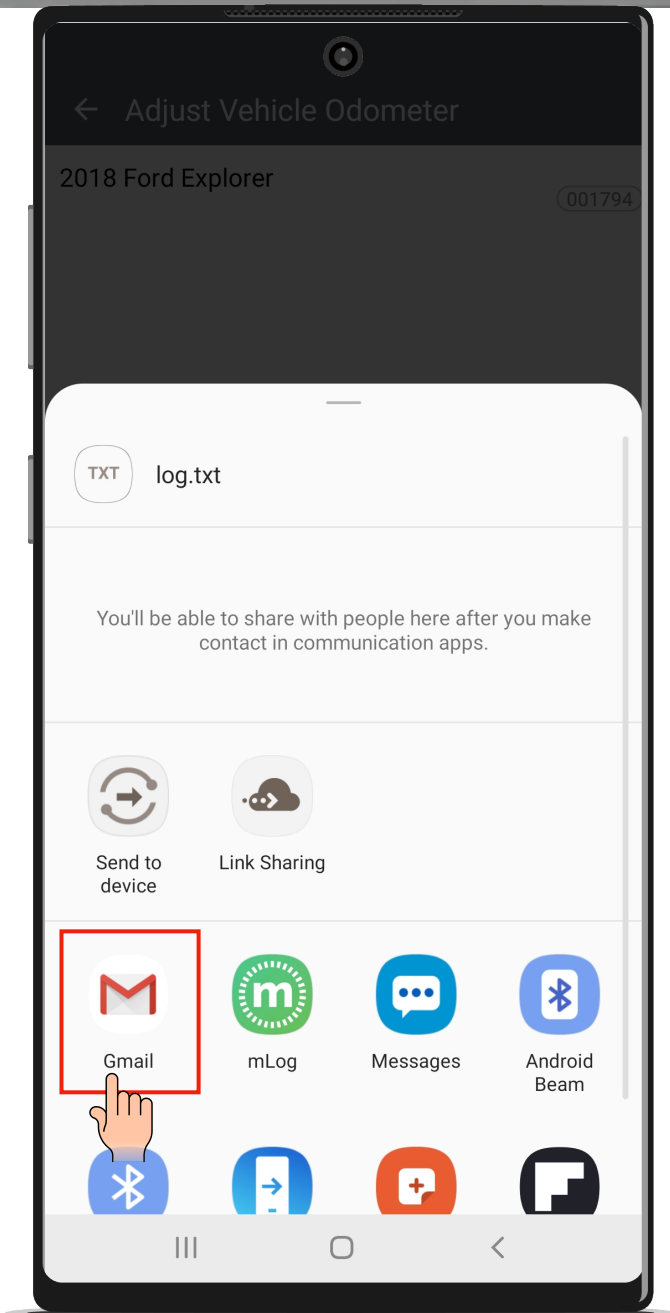 Adjust Vehicle Odometer
2018 Ford Explorer
001794
TXT
log.txt
You'll be able to share with people here after you make
contact in communication apps.
Send to
device
Link Sharing
m
Gmail
mLog
Messages
Android
Beam